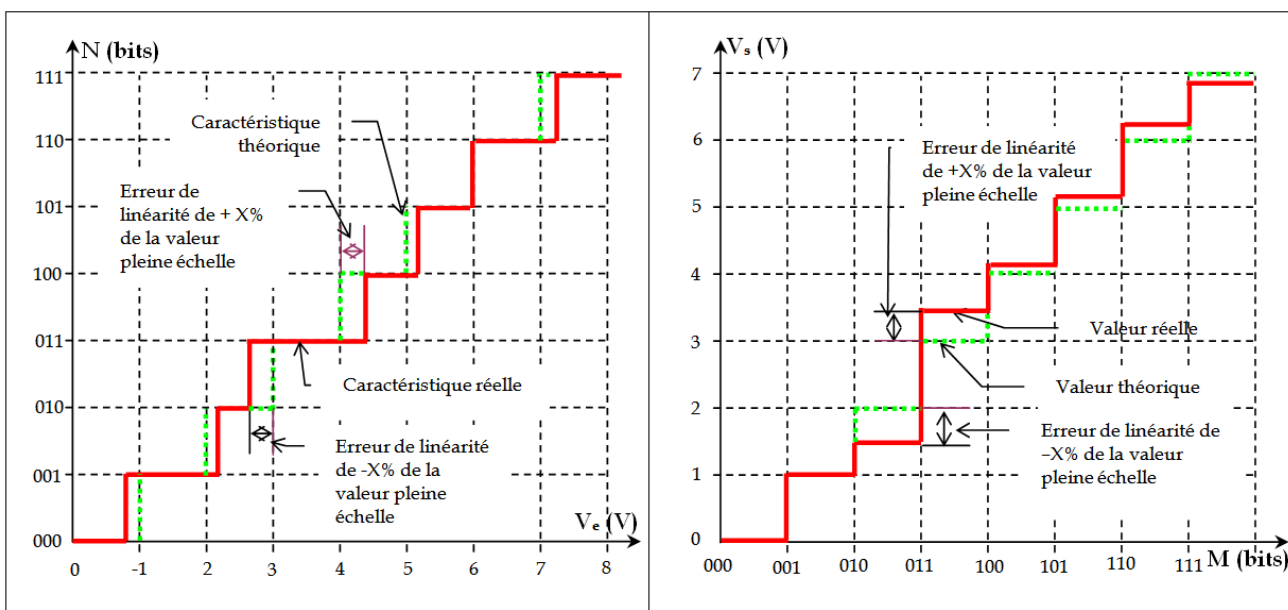 N (bits)
111
110
101
100
011
010
001
000
Caractéristique
théorique
Erreur de
linéarité de + X%
de la valeur
pleine échelle
Caractéristique réelle
Erreur de linéarité
de -X% de la
valeur pleine
échelle
Vₑ (V)
0 -1 2 3 4 5 6 7 8
Vₛ (V)
7
6
5
4
3
2
1
0
Erreur de linéarité
de +X% de la valeur
pleine échelle
Valeur réelle
Valeur théorique
Erreur de linéarité de
–X% de la valeur
pleine échelle
000 001 010 011 100 101 110 111 M (bits)